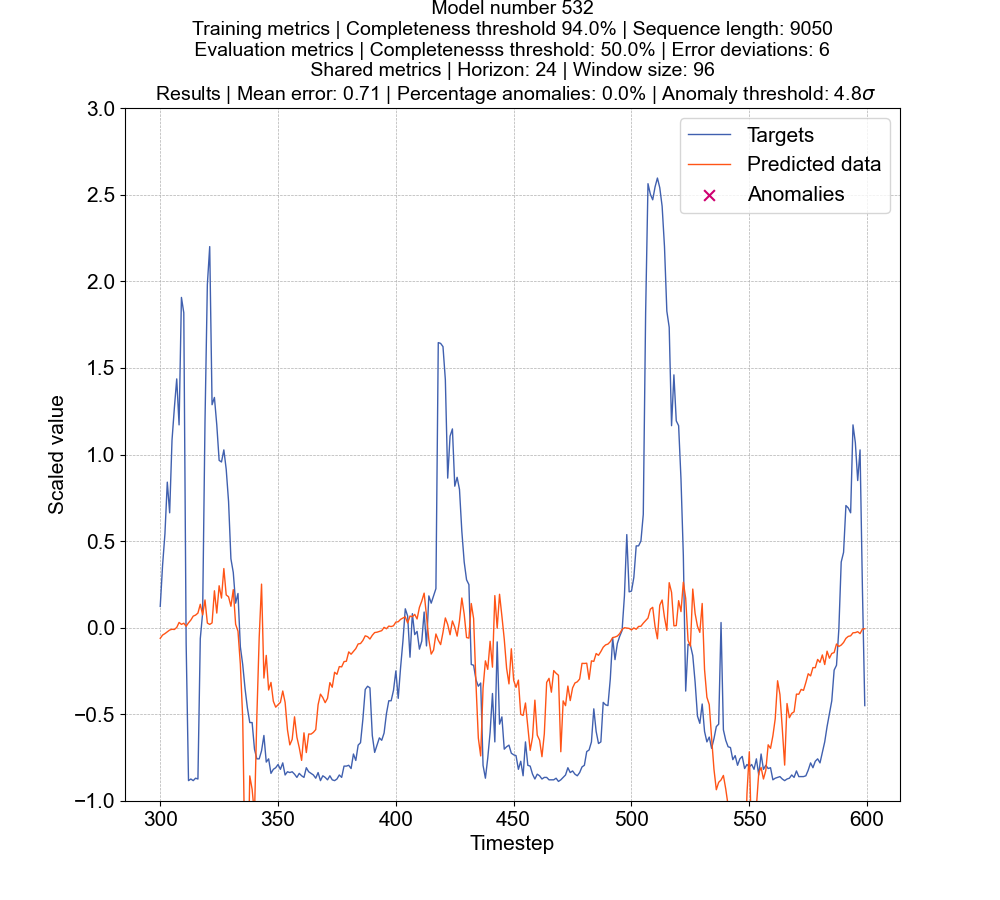 Model number 532
Training metrics | Completeness threshold 94.0% | Sequence length: 9050
Evaluation metrics | Completenesss threshold: 50.0% | Error deviations: 6
Shared metrics | Horizon: 24 | Window size: 96
Results | Mean error: 0.71 | Percentage anomalies: 0.0% | Anomaly threshold: 4.8σ
Targets
Predicted data
Anomalies
Scaled value
3.0
2.5
2.0
1.5
1.0
0.5
0.0
−0.5
−1.0
300 350 400 450 500 550 600
Timestep